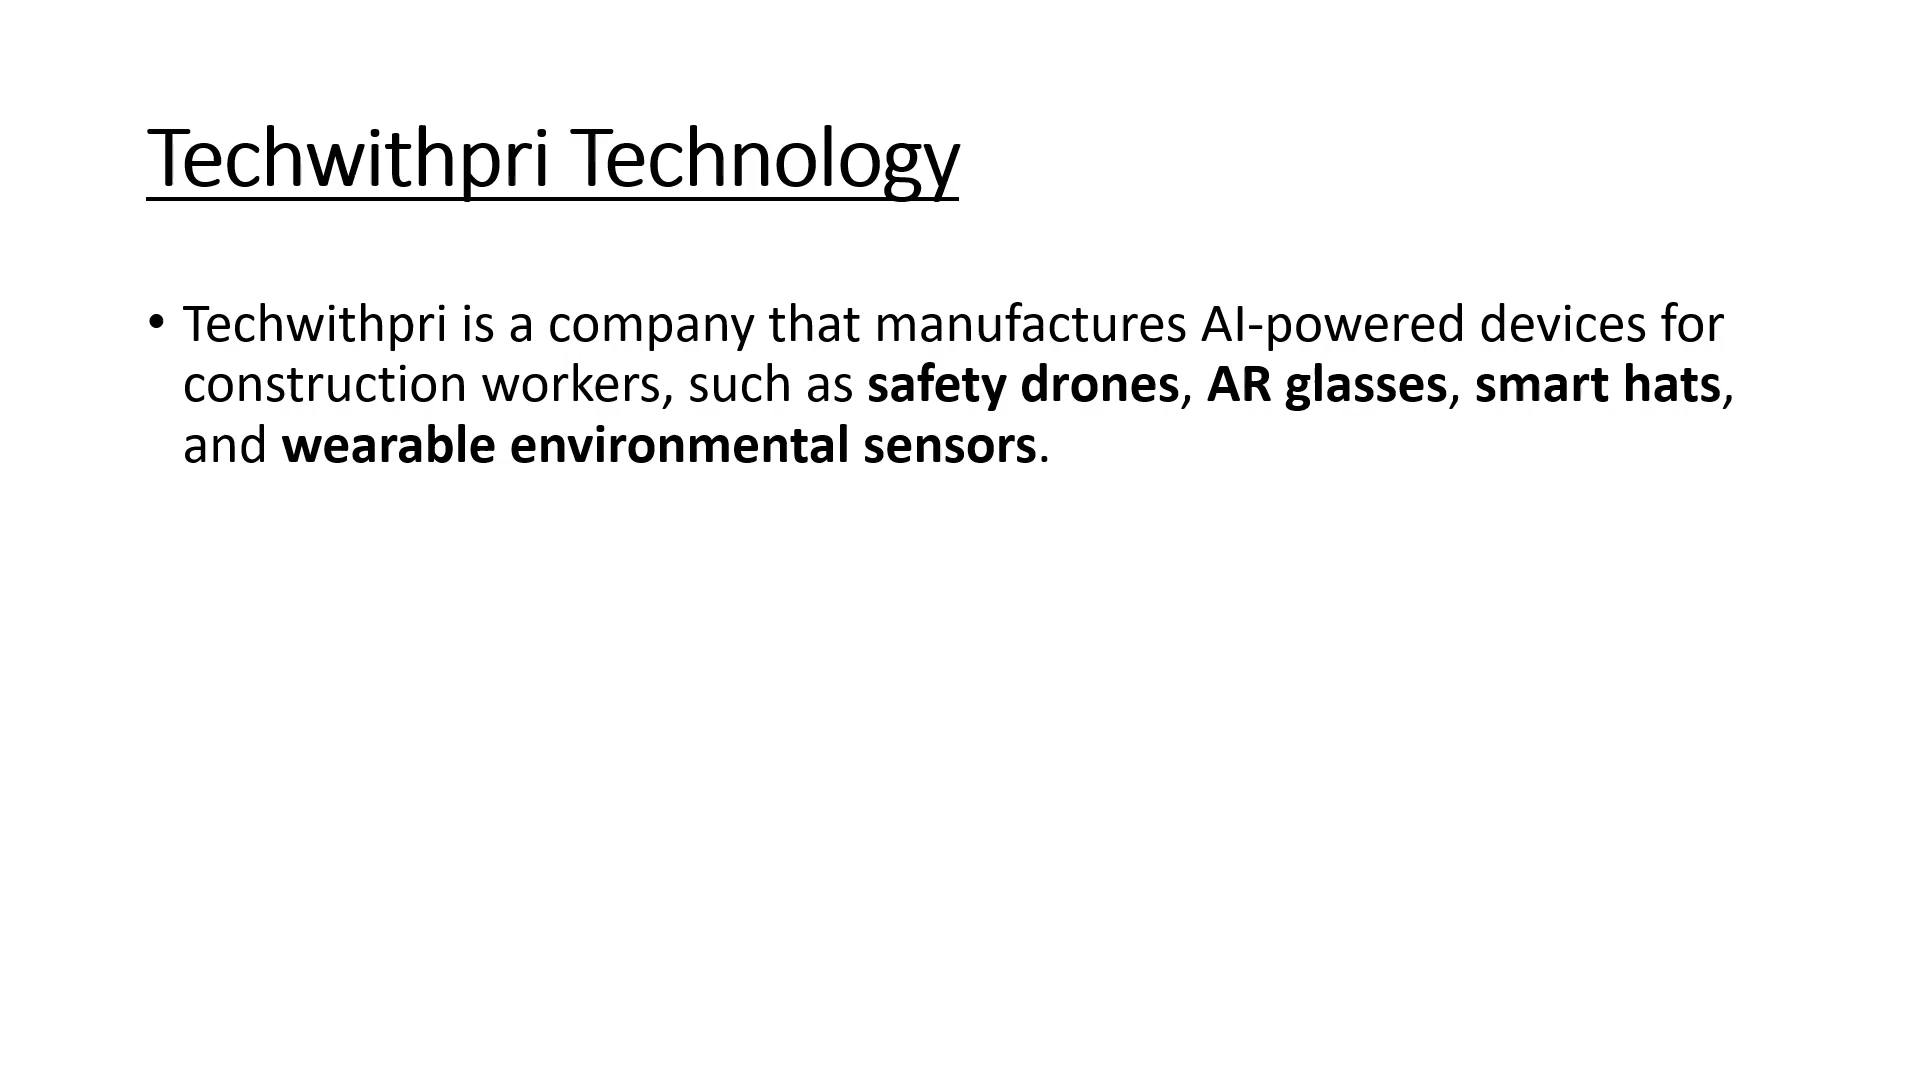 Techwithpri Technology
• Techwithpri is a company that manufactures AI-powered devices for
construction workers, such as safety drones, AR glasses, smart hats,
and wearable environmental sensors.